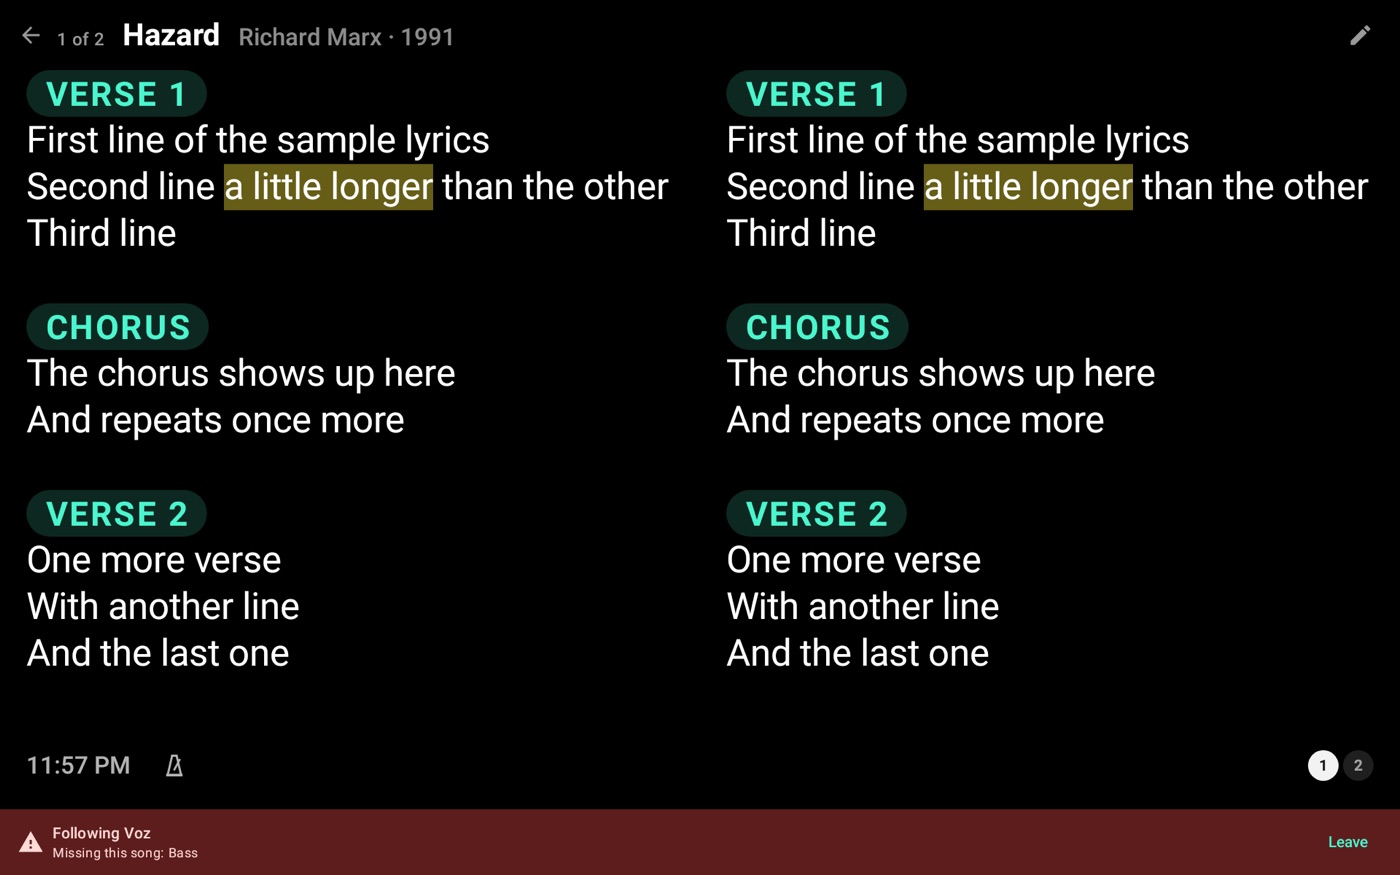 1 of 2 Hazard Richard Marx · 1991
VERSE 1
First line of the sample lyrics
Second line a little longer than the other
Third line
CHORUS
The chorus shows up here
And repeats once more
VERSE 2
One more verse
With another line
And the last one
VERSE 1
First line of the sample lyrics
Second line a little longer than the other
Third line
CHORUS
The chorus shows up here
And repeats once more
VERSE 2
One more verse
With another line
And the last one
11:57 PM
1 2
Following Voz
Missing this song: Bass
Leave